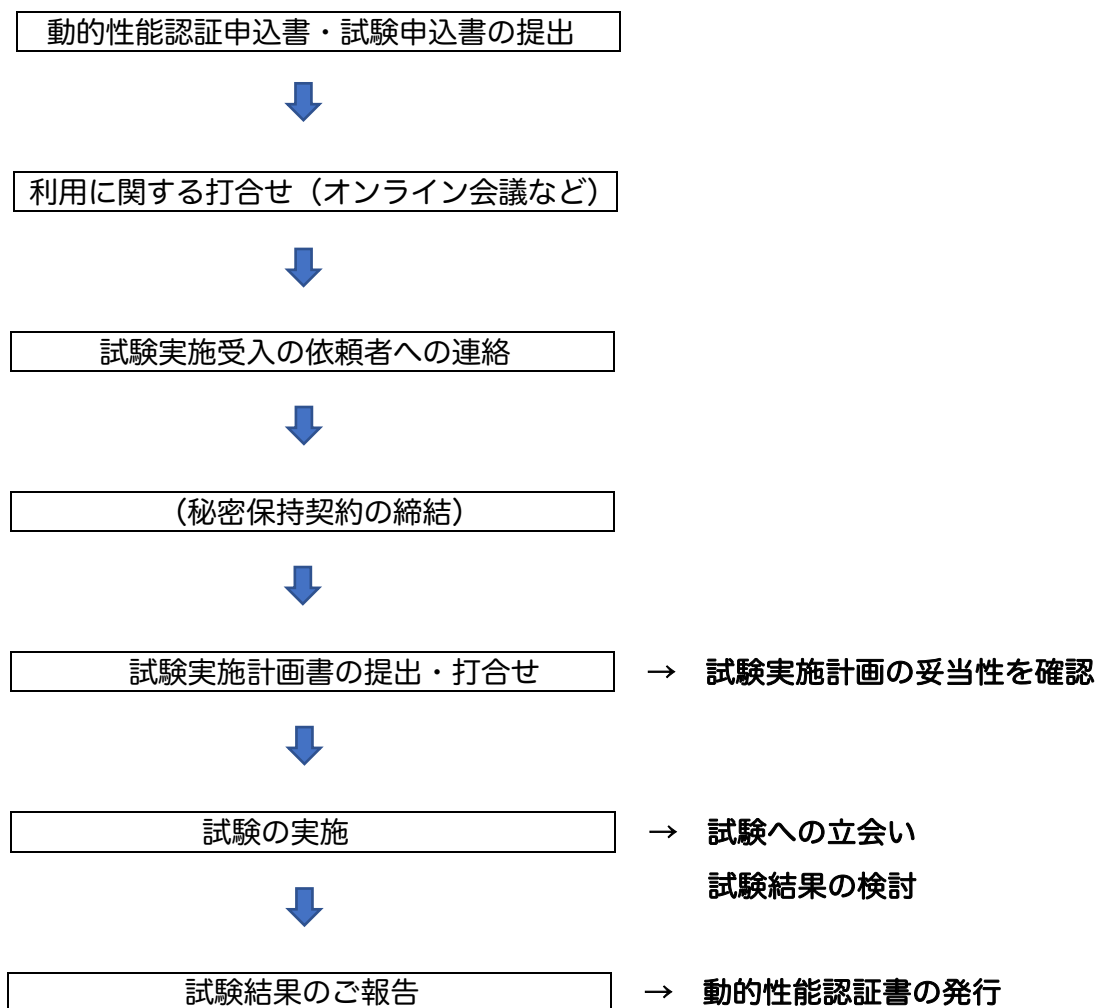 動的性能認証申込書・試験申込書の提出
利用に関する打合せ（オンライン会議など）
試験実施受入の依頼者への連絡
（秘密保持契約の締結）
試験実施計画書の提出・打合せ → 試験実施計画の妥当性を確認
試験の実施 → 試験への立会い
試験結果の検討
試験結果のご報告 → 動的性能認証書の発行